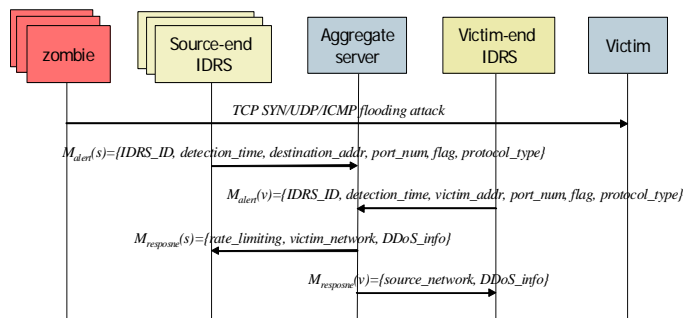 zombie
Source-end
IDRS
Aggregate
server
Victim-end
IDRS
Victim
TCP SYN/UDP/ICMP flooding attack
Malert(s)={IDRS_ID, detection_time, destination_addr, port_num, flag, protocol_type}
Malert(v)={IDRS_ID, detection_time, victim_addr, port_num, flag, protocol_type}
Mresposne(s)={rate_limiting, victim_network, DDoS_info}
Mresposne(v)={source_network, DDoS_info}